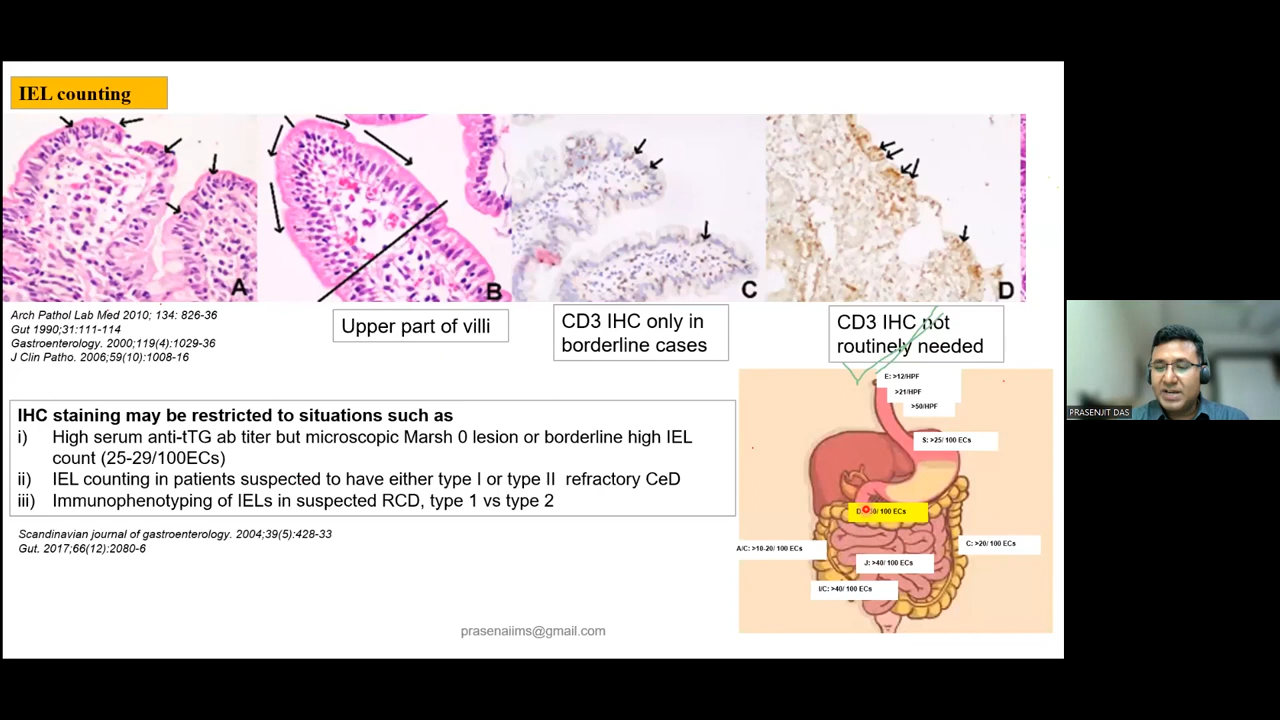 IEL counting
A
B
C
D
Arch Pathol Lab Med 2010; 134: 826-36
Gut 1990;31:111-114
Gastroenterology. 2000;119(4):1029-36
J Clin Patho. 2006;59(10):1008-16
Upper part of villi
CD3 IHC only in
borderline cases
CD3 IHC not
routinely needed
IHC staining may be restricted to situations such as
i) High serum anti-tTG ab titer but microscopic Marsh 0 lesion or borderline high IEL
count (25-29/100ECs)
ii) IEL counting in patients suspected to have either type I or type II refractory CeD
iii) Immunophenotyping of IELs in suspected RCD, type 1 vs type 2
Scandinavian journal of gastroenterology. 2004;39(5):428-33
Gut. 2017;66(12):2080-6
E: >12/HPF
>21/HPF
>50/HPF
S: >25/ 100 ECs
/ 100 ECs
A/C: >10-20/ 100 ECs
C: >20/ 100 ECs
J: >40/ 100 ECs
I/C: >40/ 100 ECs
prasenaiims@gmail.com
PRASENJIT DAS